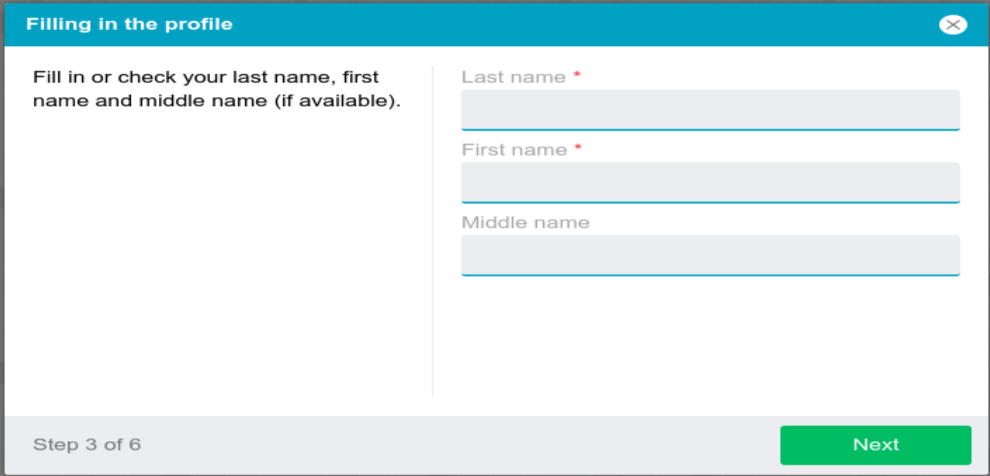 Filling in the profile
Fill in or check your last name, first
name and middle name (if available).
Last name *
First name *
Middle name
Step 3 of 6
Next